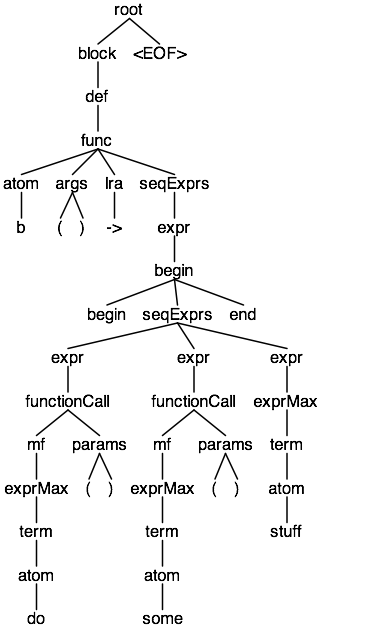 root
block <EOF>
def
func
atom args lra seqExprs
b ( ) -> expr
begin
begin seqExprs end
expr expr expr
functionCall functionCall exprMax
mf params mf params term
exprMax ( ) exprMax ( ) atom
term term stuff
atom atom
do some